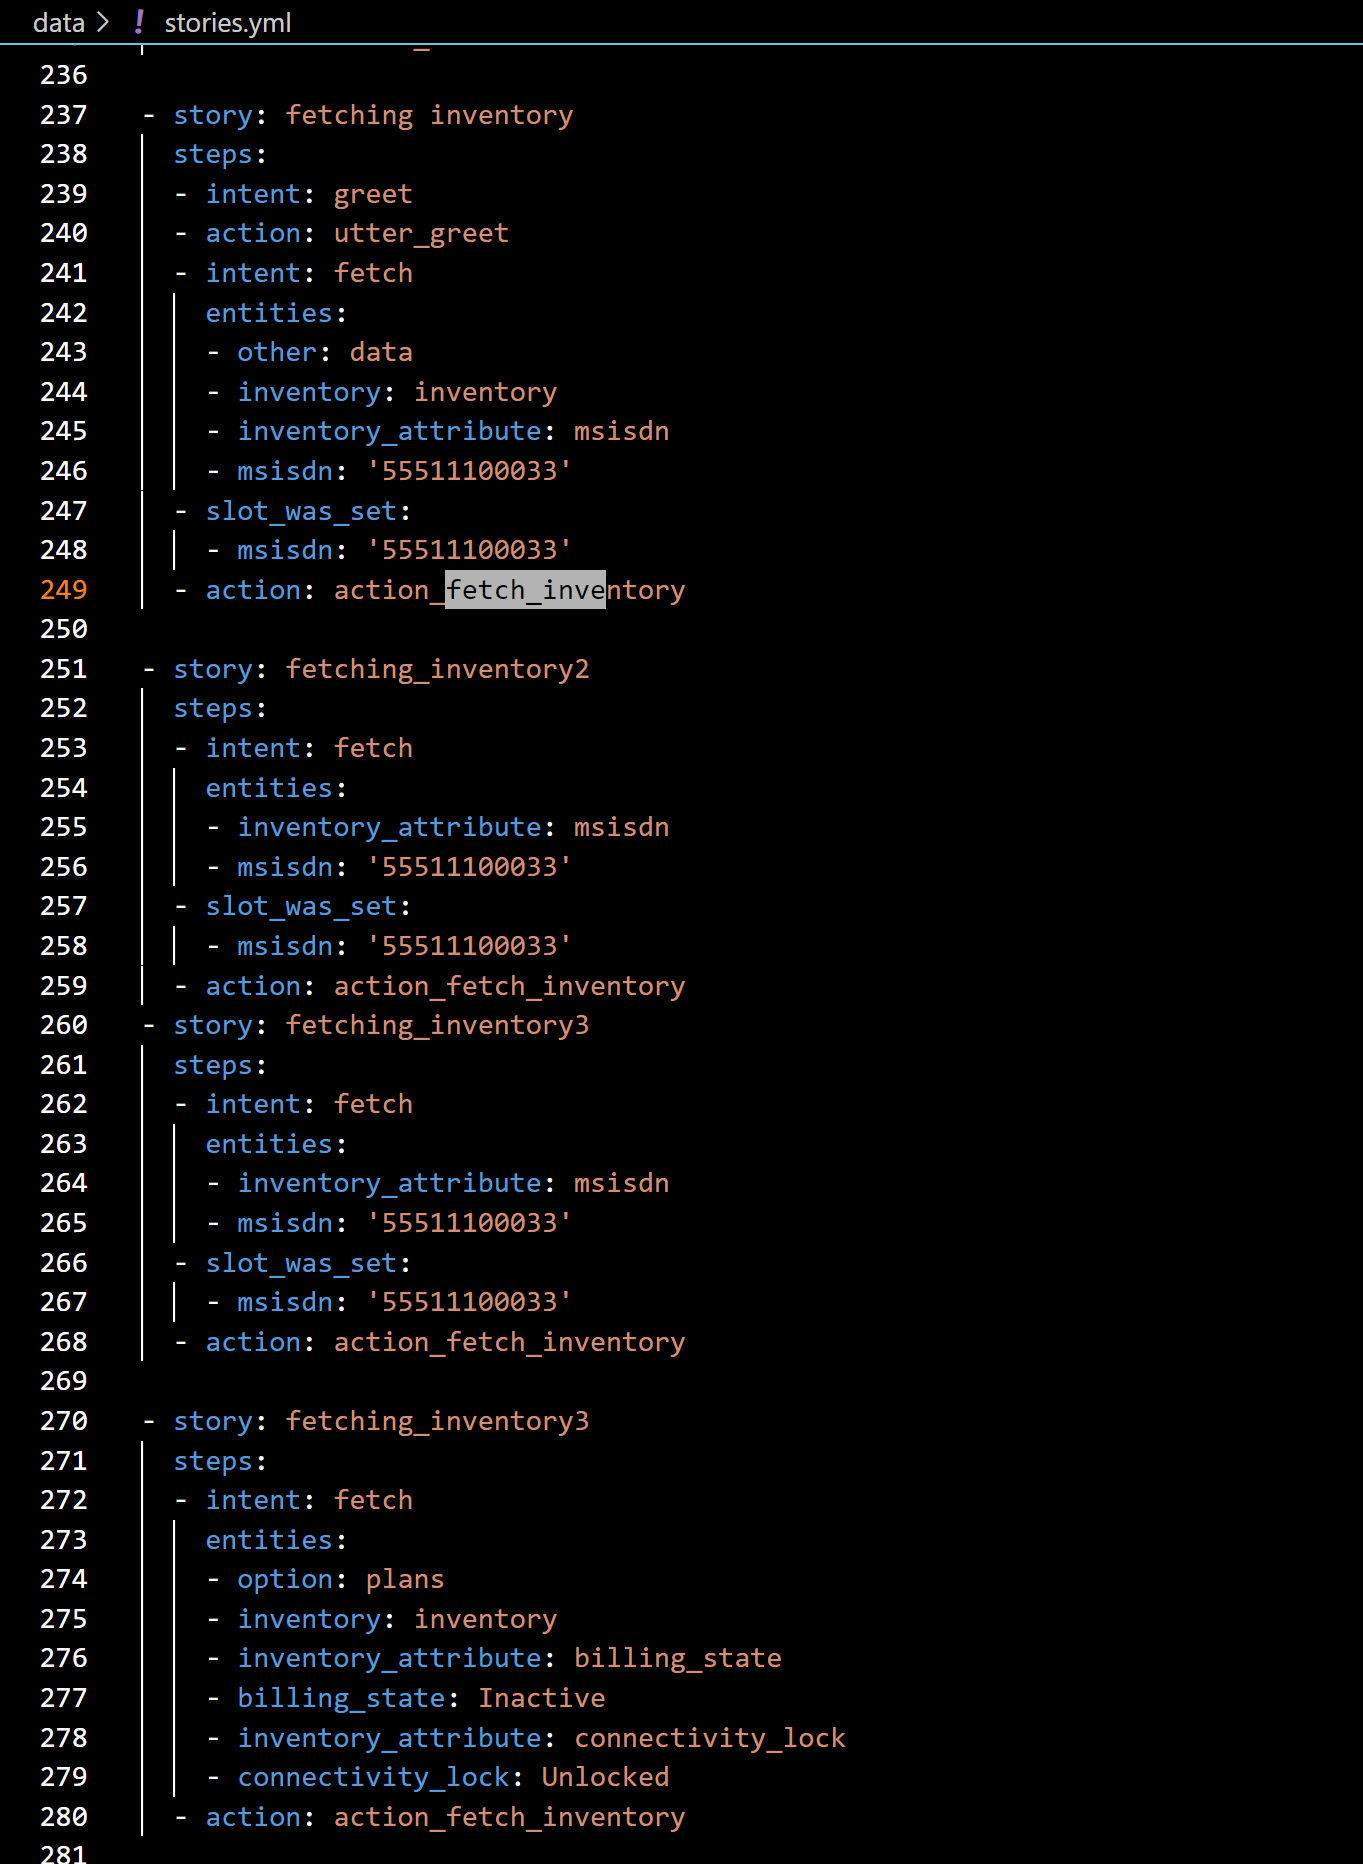 data > ! stories.yml
236
237 - story: fetching inventory
238 steps:
239 - intent: greet
240 - action: utter_greet
241 - intent: fetch
242 entities:
243 - other: data
244 - inventory: inventory
245 - inventory_attribute: msisdn
246 - msisdn: '55511100033'
247 - slot_was_set:
248 - msisdn: '55511100033'
249 - action: action_fetch_inventory
250
251 - story: fetching_inventory2
252 steps:
253 - intent: fetch
254 entities:
255 - inventory_attribute: msisdn
256 - msisdn: '55511100033'
257 - slot_was_set:
258 - msisdn: '55511100033'
259 - action: action_fetch_inventory
260 - story: fetching_inventory3
261 steps:
262 - intent: fetch
263 entities:
264 - inventory_attribute: msisdn
265 - msisdn: '55511100033'
266 - slot_was_set:
267 - msisdn: '55511100033'
268 - action: action_fetch_inventory
269
270 - story: fetching_inventory3
271 steps:
272 - intent: fetch
273 entities:
274 - option: plans
275 - inventory: inventory
276 - inventory_attribute: billing_state
277 - billing_state: Inactive
278 - inventory_attribute: connectivity_lock
279 - connectivity_lock: Unlocked
280 - action: action_fetch_inventory
281